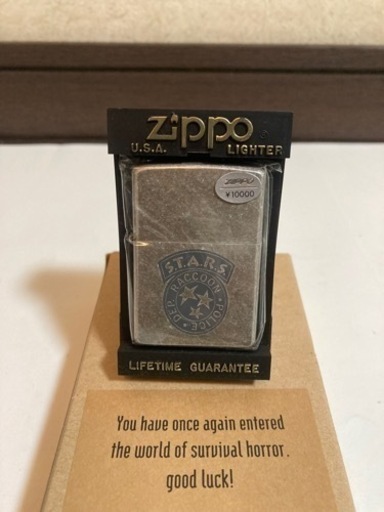 zippo
U.S.A. LIGHTER
ZIPPO
¥10000
S.T.A.R.S.
RACCOON
POLICE
DEP.
LIFETIME GUARANTEE
You have once again entered
the world of survival horror.
good luck!